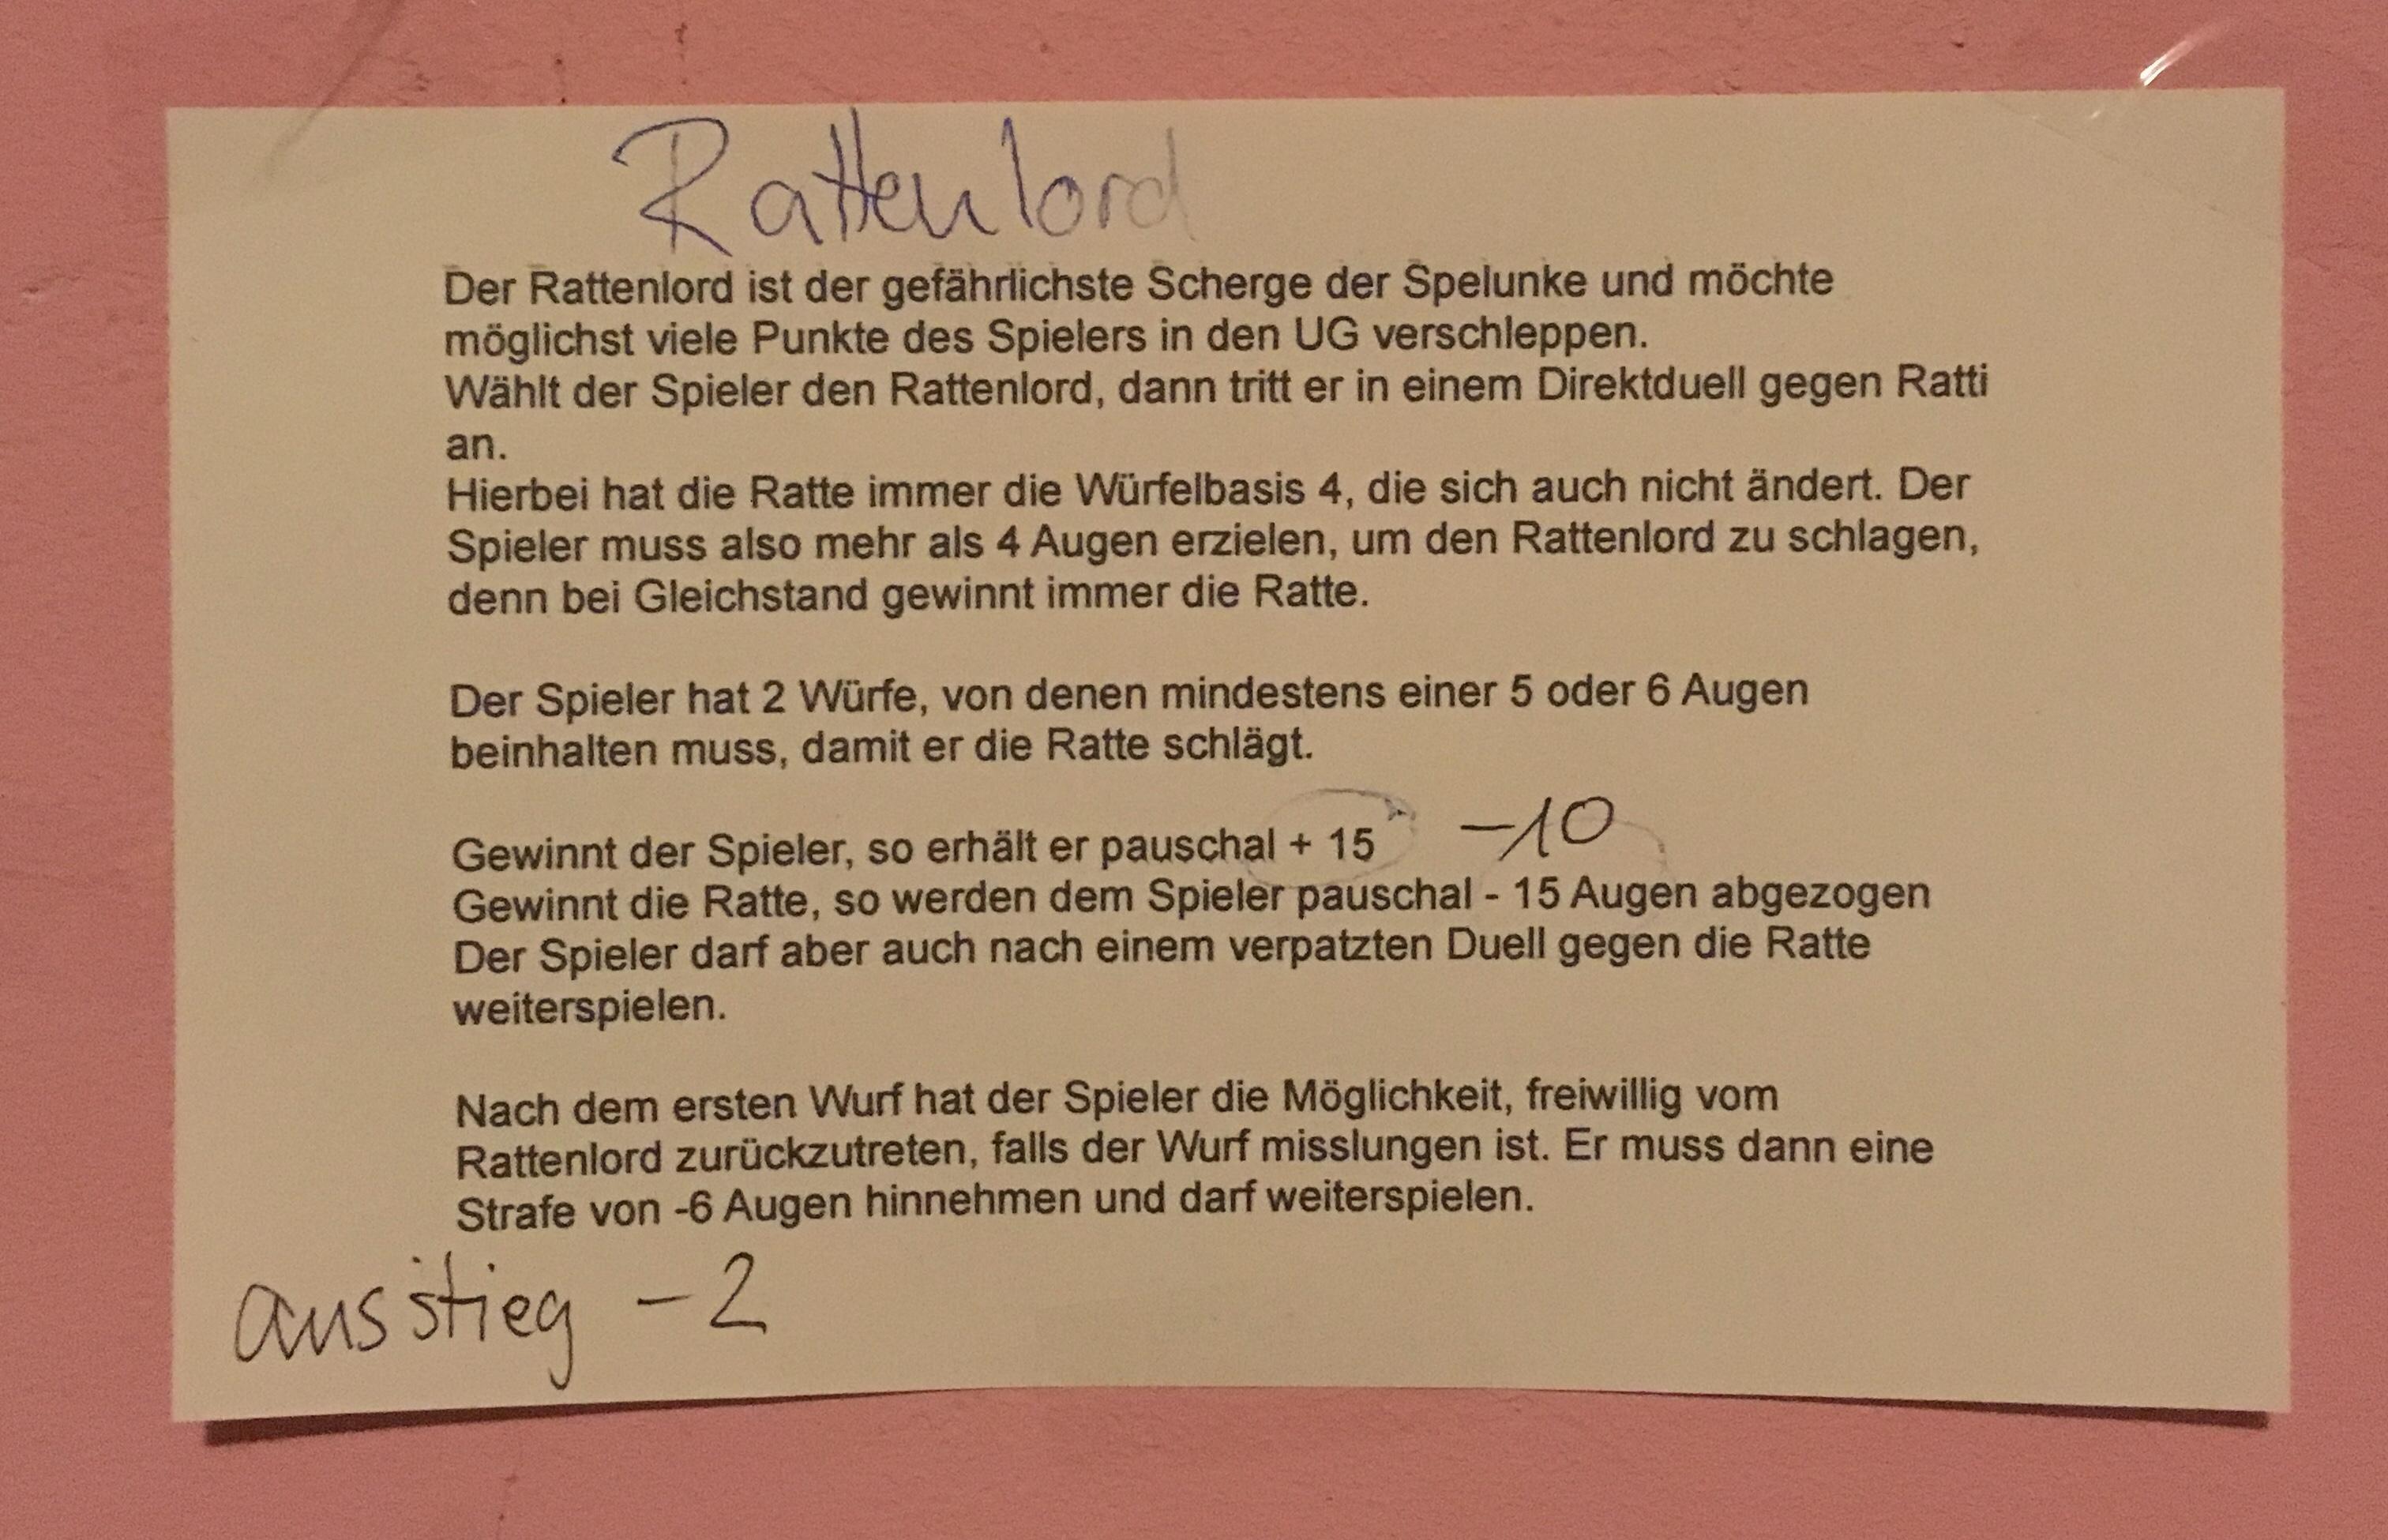 Rattenlord
Der Rattenlord ist der gefährlichste Scherge der Spelunke und möchte
möglichst viele Punkte des Spielers in den UG verschleppen.
Wählt der Spieler den Rattenlord, dann tritt er in einem Direktduell gegen Ratti
an.
Hierbei hat die Ratte immer die Würfelbasis 4, die sich auch nicht ändert. Der
Spieler muss also mehr als 4 Augen erzielen, um den Rattenlord zu schlagen,
denn bei Gleichstand gewinnt immer die Ratte.
Der Spieler hat 2 Würfe, von denen mindestens einer 5 oder 6 Augen
beinhalten muss, damit er die Ratte schlägt.
Gewinnt der Spieler, so erhält er pauschal + 15 -10
Gewinnt die Ratte, so werden dem Spieler pauschal - 15 Augen abgezogen
Der Spieler darf aber auch nach einem verpatzten Duell gegen die Ratte
weiterspielen.
Nach dem ersten Wurf hat der Spieler die Möglichkeit, freiwillig vom
Rattenlord zurückzutreten, falls der Wurf misslungen ist. Er muss dann eine
Strafe von -6 Augen hinnehmen und darf weiterspielen.
ausstieg -2